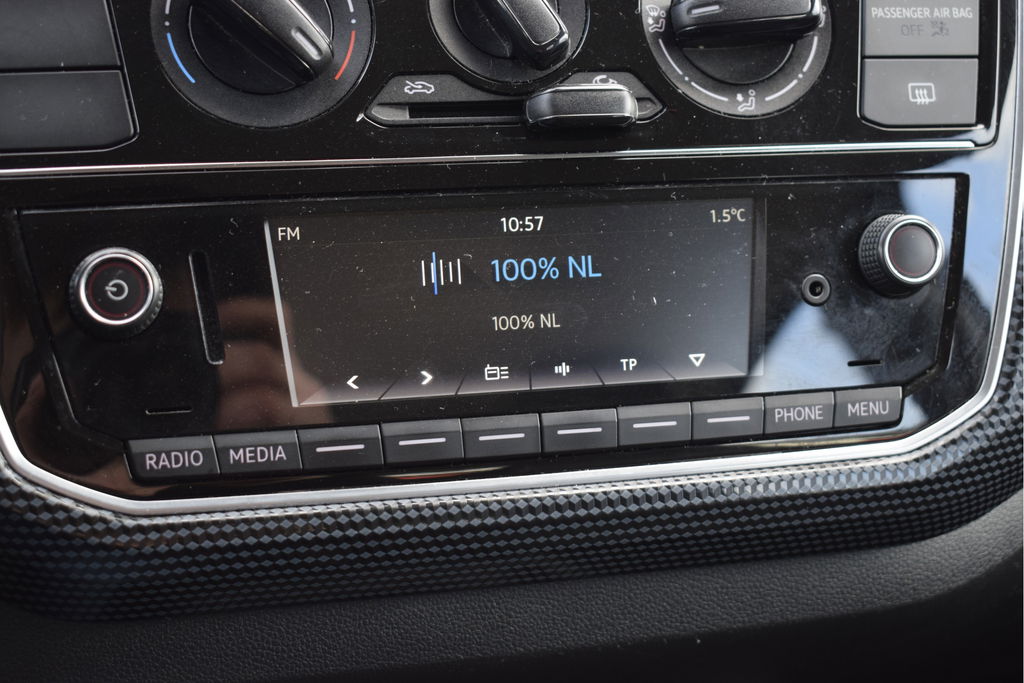 PASSENGER AIR BAG
OFF
FM 10:57 1.5°C
100% NL
100% NL
TP
RADIO MEDIA PHONE MENU